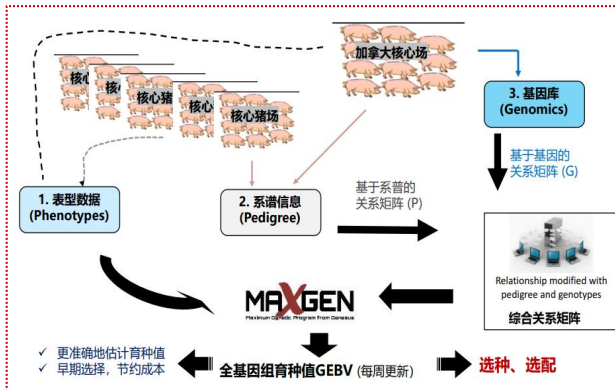 加拿大核心场
核心
核心
核心猪
核心
核心猪场
3. 基因库
(Genomics)
1. 表型数据
(Phenotypes)
2. 系谱信息
(Pedigree)
基于系普的
关系矩阵 (P)
基于基因的
关系矩阵 (G)
Relationship modified with
pedigree and genotypes
综合关系矩阵
MAXGEN
Maximum Genetic Program from Genesus
✓ 更准确地估计育种值
✓ 早期选择，节约成本
全基因组育种值GEBV (每周更新)
选种、选配